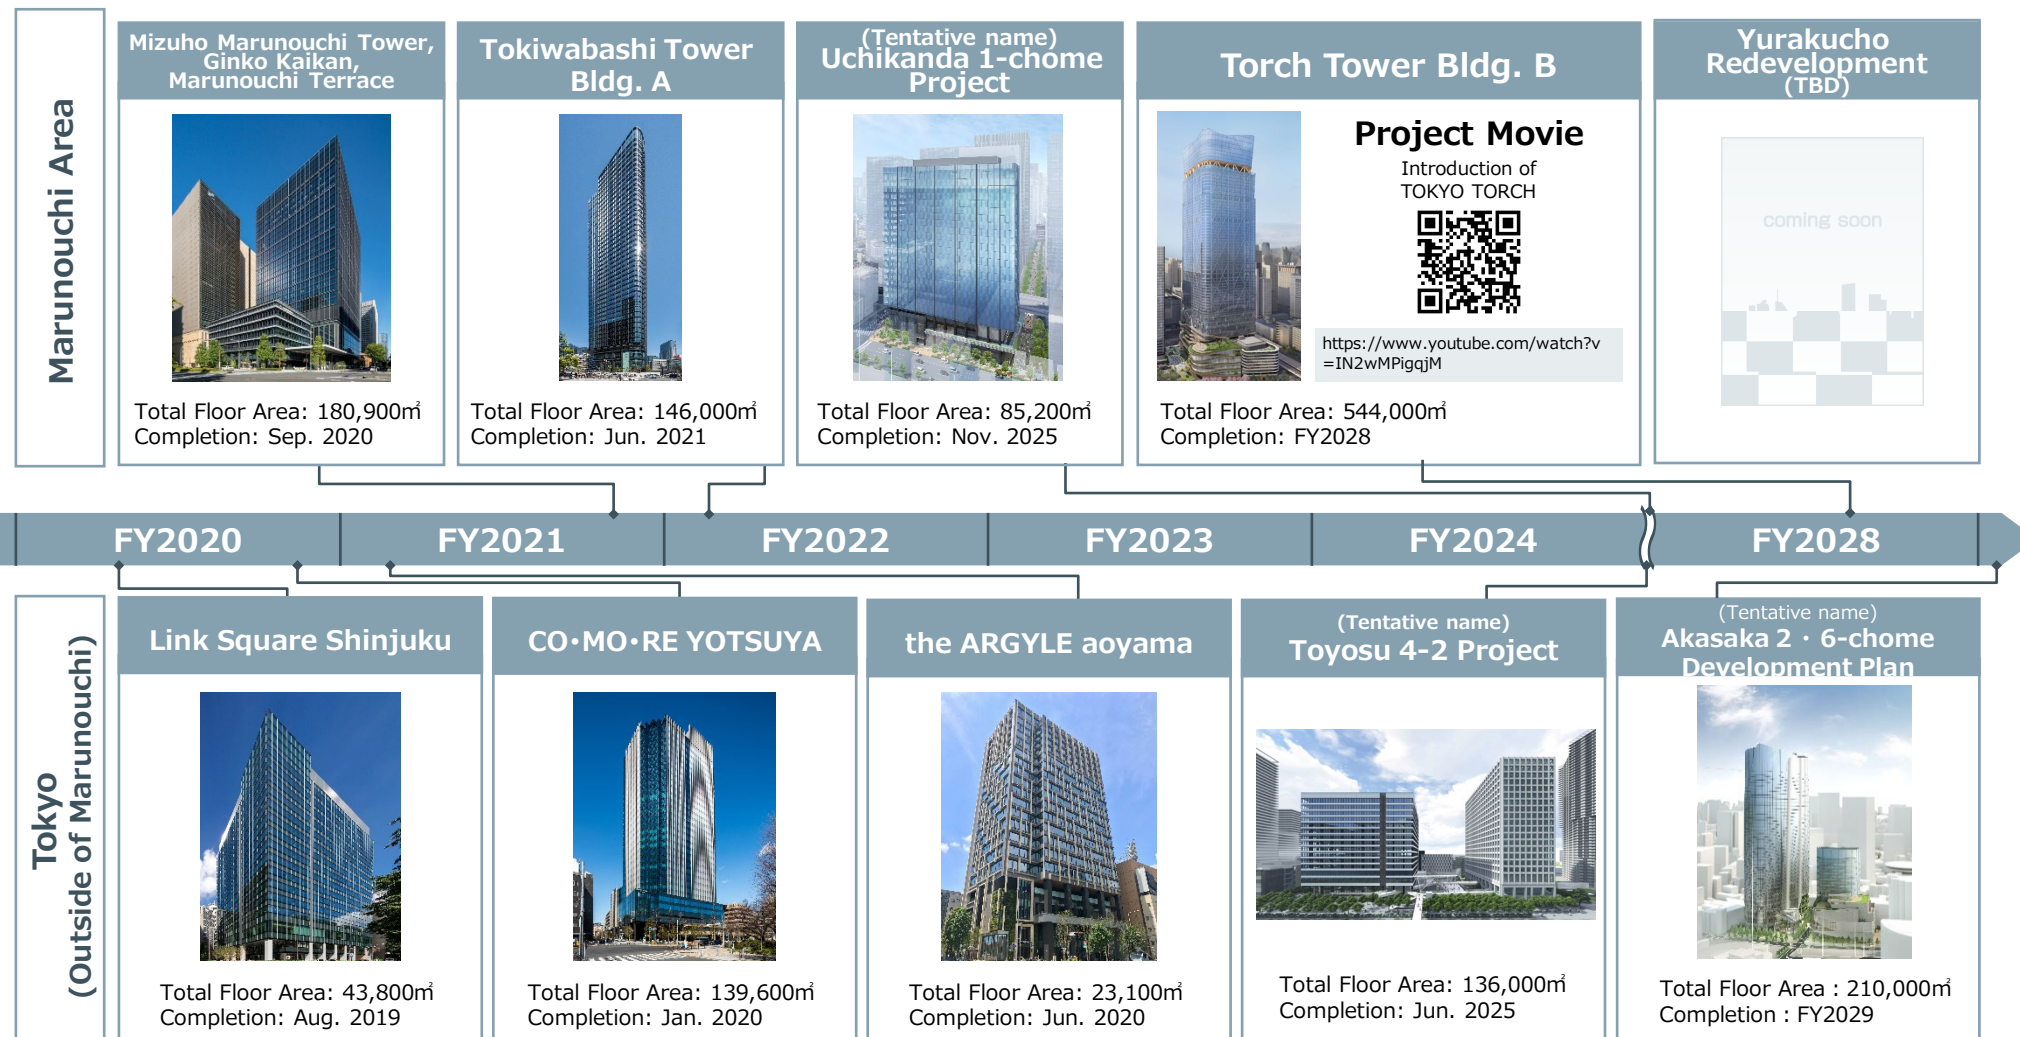 Marunouchi Area
Mizuho Marunouchi Tower,
Ginko Kaikan,
Marunouchi Terrace
Total Floor Area: 180,900㎡
Completion: Sep. 2020
Tokiwabashi Tower
Bldg. A
Total Floor Area: 146,000㎡
Completion: Jun. 2021
(Tentative name)
Uchikanda 1-chome
Project
Total Floor Area: 85,200㎡
Completion: Nov. 2025
Torch Tower Bldg. B
Project Movie
Introduction of
TOKYO TORCH
https://www.youtube.com/watch?v
=IN2wMPigqjM
Total Floor Area: 544,000㎡
Completion: FY2028
Yurakucho
Redevelopment
(TBD)
coming soon
FY2020
FY2021
FY2022
FY2023
FY2024
FY2028
Tokyo
(Outside of Marunouchi)
Link Square Shinjuku
Total Floor Area: 43,800㎡
Completion: Aug. 2019
CO・MO・RE YOTSUYA
Total Floor Area: 139,600㎡
Completion: Jan. 2020
the ARGYLE aoyama
Total Floor Area: 23,100㎡
Completion: Jun. 2020
(Tentative name)
Toyosu 4-2 Project
Total Floor Area: 136,000㎡
Completion: Jun. 2025
(Tentative name)
Akasaka 2・6-chome
Development Plan
Total Floor Area : 210,000㎡
Completion : FY2029